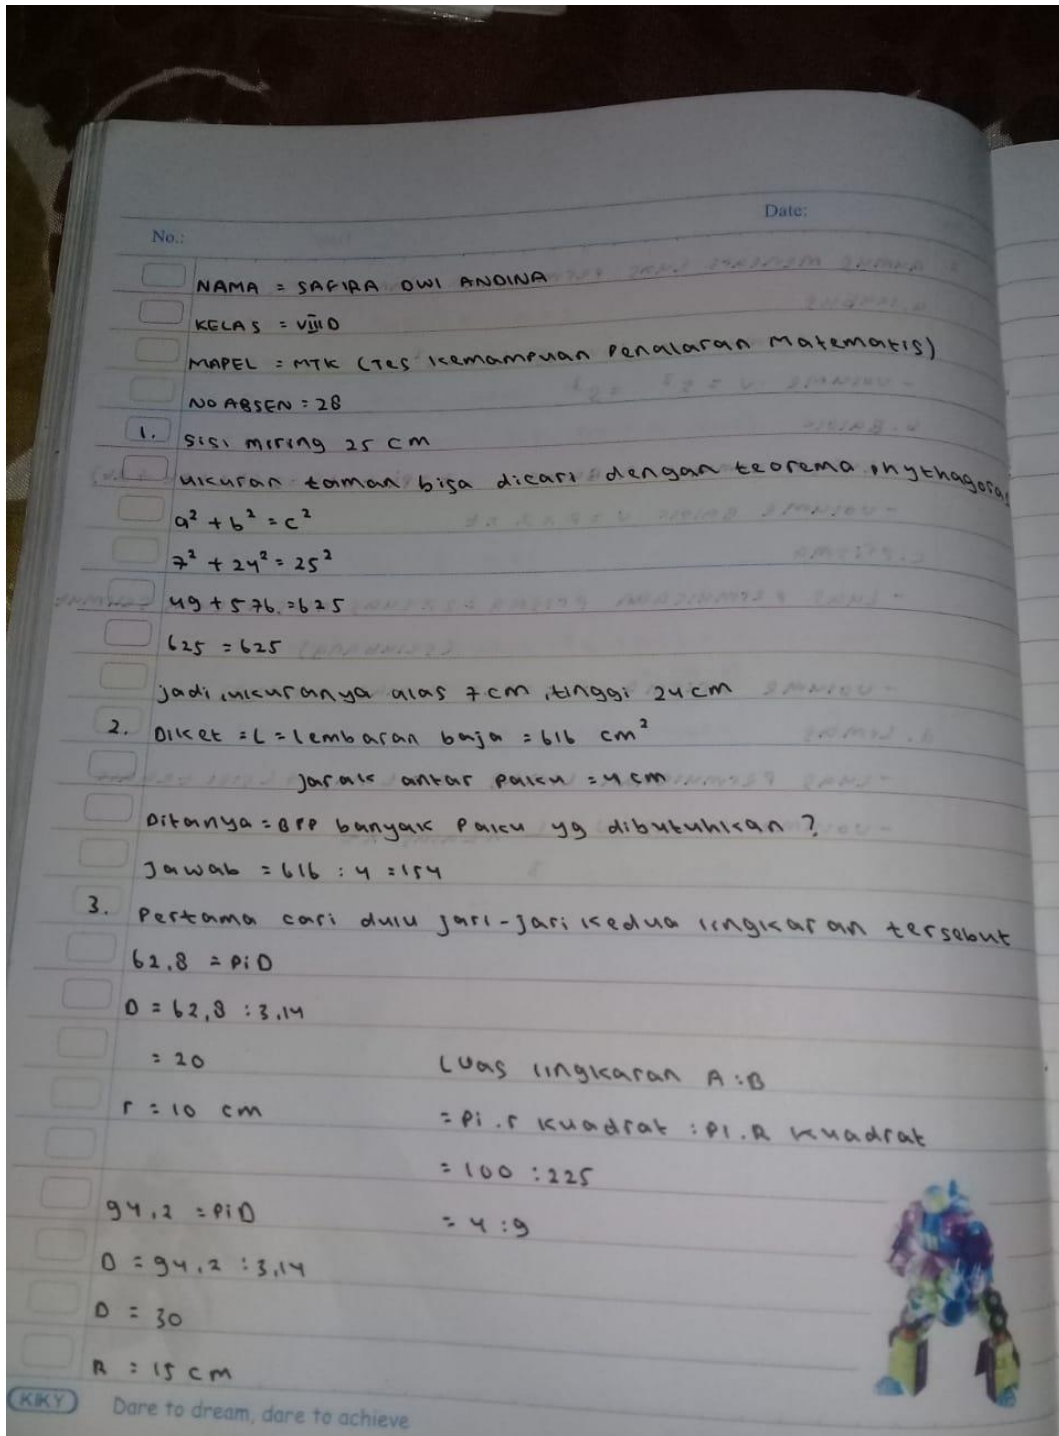 Date:
No.:
NAMA = SAFIRA DWI ANDINA
KELAS = VIII D
MAPEL = MTK (Tes Kemampuan Penalaran Matematis)
NO ABSEN = 28
1. Sisi miring 25 cm
ukuran taman bisa dicari dengan teorema phythagoras
a² + b² = c²
7² + 24² = 25²
49 + 576 = 625
625 = 625
jadi, ukuranya alas 7 cm, tinggi 24 cm
2. Diket = L = lembaran baja = 616 cm²
Jarak antar paku = 4 cm
Ditanya = BRP banyak paku yg dibutuhkan ?
Jawab = 616 : 4 = 154
3. Pertama cari dulu jari-jari kedua lingkaran tersebut
62,8 = Pi D
D = 62,8 : 3,14
= 20
r = 10 cm
94,2 = Pi D
D = 94,2 : 3,14
D = 30
R = 15 cm
Luas lingkaran A : B
= Pi . r kuadrat : Pi . R kuadrat
= 100 : 225
= 4 : 9
KIKY
Dare to dream, dare to achieve